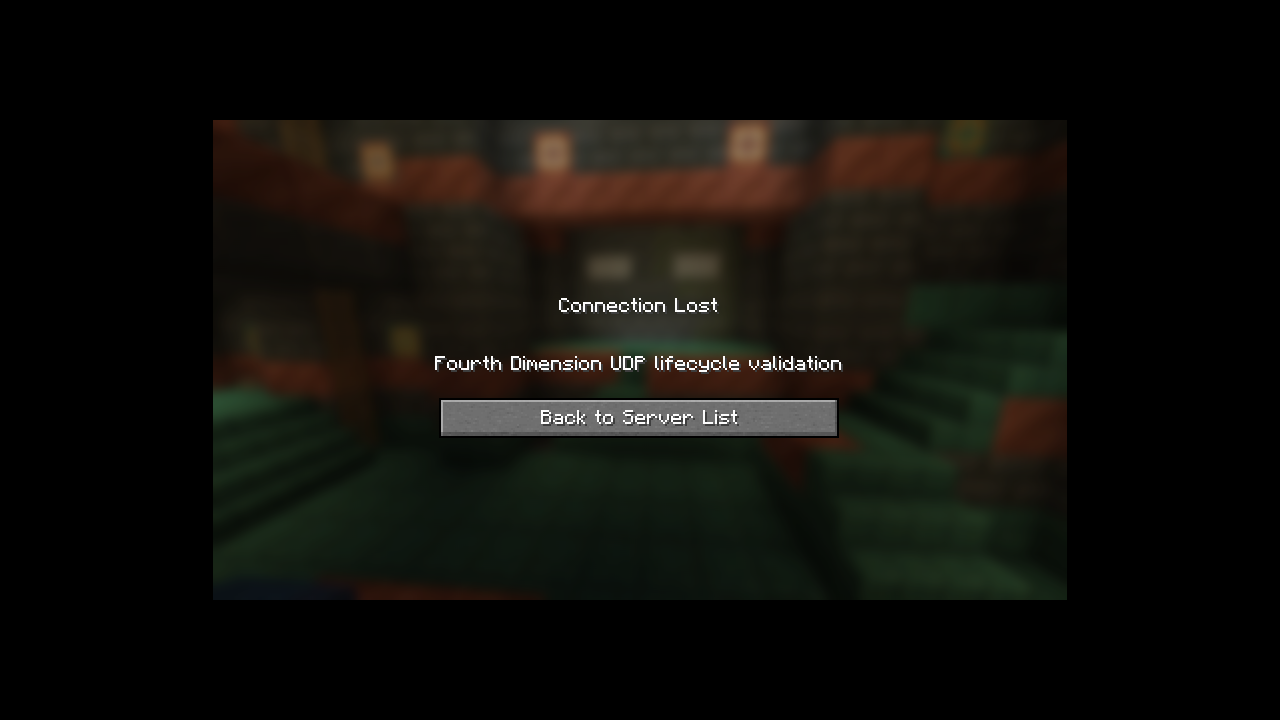 Connection Lost
Fourth Dimension UDP lifecycle validation
Back to Server List